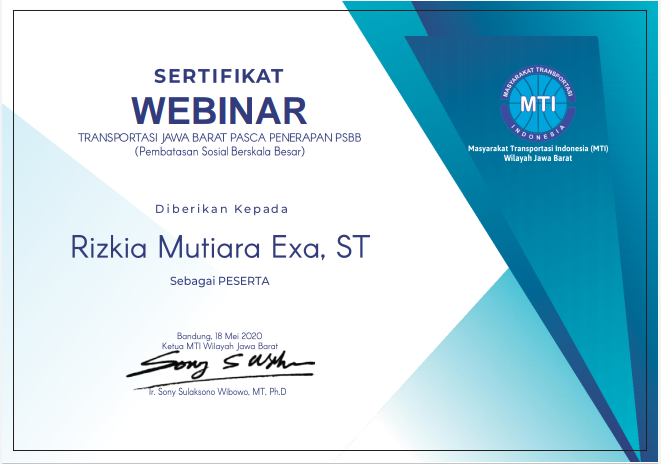 SERTIFIKAT
WEBINAR
TRANSPORTASI JAWA BARAT PASCA PENERAPAN PSBB
(Pembatasan Sosial Berskala Besar)
Diberikan Kepada
Rizkia Mutiara Exa, ST
Sebagai PESERTA
Bandung, 18 Mei 2020
Ketua MTI Wilayah Jawa Barat
Ir. Sony Sulaksono Wibowo, MT, Ph.D
MASYARAKAT TRANSPORTASI
MTI
INDONESIA
Masyarakat Transportasi Indonesia (MTI)
Wilayah Jawa Barat